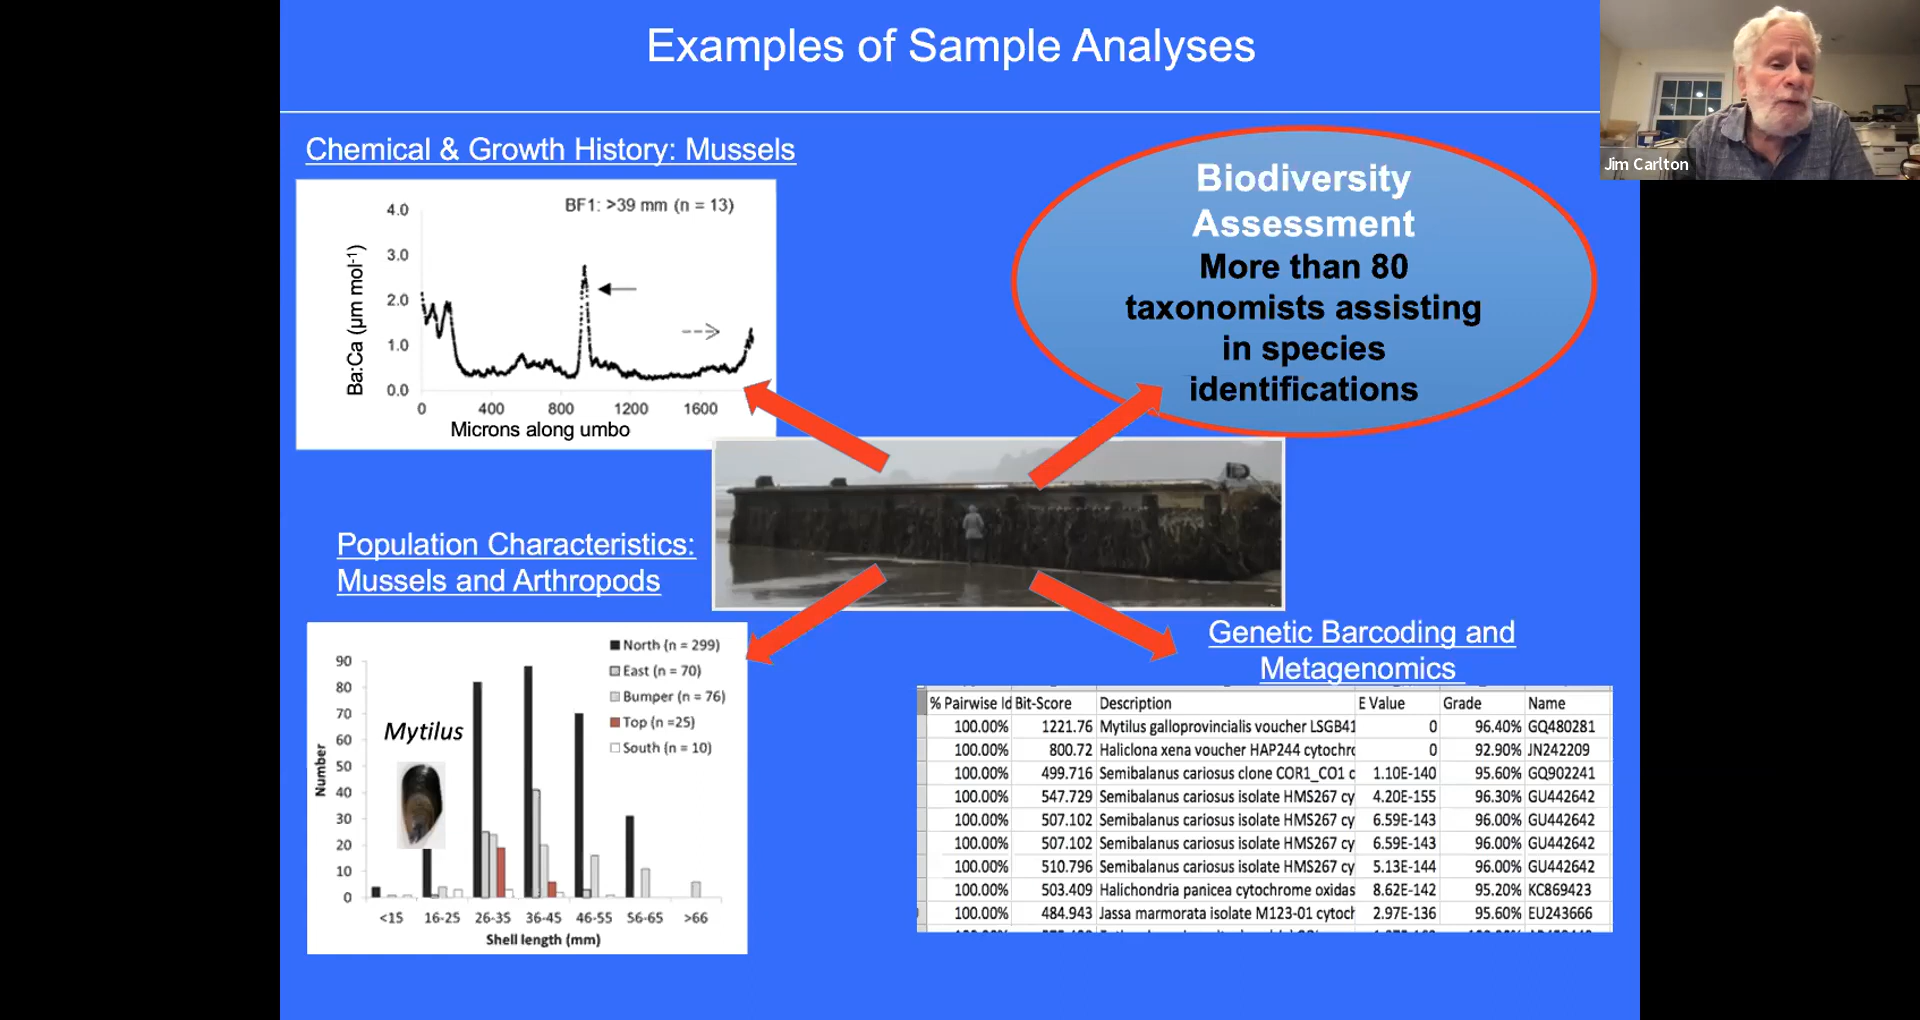 Examples of Sample Analyses
Jim Carlton
Chemical & Growth History: Mussels
BF1: >39 mm (n = 13)
4.0
3.0
2.0
1.0
0.0
Ba:Ca (µm mol-1)
0 400 800 1200 1600
Microns along umbo
Biodiversity
Assessment
More than 80
taxonomists assisting
in species
identifications
Population Characteristics:
Mussels and Arthropods
North (n = 299)
East (n = 70)
Bumper (n = 76)
Top (n =25)
South (n = 10)
Mytilus
90
80
70
60
50
40
30
20
10
0
Number
<15 16-25 26-35 36-45 46-55 56-65 >66
Shell length (mm)
Genetic Barcoding and
Metagenomics
% Pairwise Id Bit-Score Description E Value Grade Name
100.00% 1221.76 Mytilus galloprovincialis voucher LSGB41 0 96.40% GQ480281
100.00% 800.72 Haliclona xena voucher HAP244 cytochro 0 92.90% JN242209
100.00% 499.716 Semibalanus cariosus clone COR1_CO1 c 1.10E-140 95.60% GQ902241
100.00% 547.729 Semibalanus cariosus isolate HMS267 cy 4.20E-155 96.30% GU442642
100.00% 507.102 Semibalanus cariosus isolate HMS267 cy 6.59E-143 96.00% GU442642
100.00% 507.102 Semibalanus cariosus isolate HMS267 cy 6.59E-143 96.00% GU442642
100.00% 510.796 Semibalanus cariosus isolate HMS267 cy 5.13E-144 96.00% GU442642
100.00% 503.409 Halichondria panicea cytochrome oxidas 8.62E-142 95.20% KC869423
100.00% 484.943 Jassa marmorata isolate M123-01 cytoch 2.97E-136 95.60% EU243666